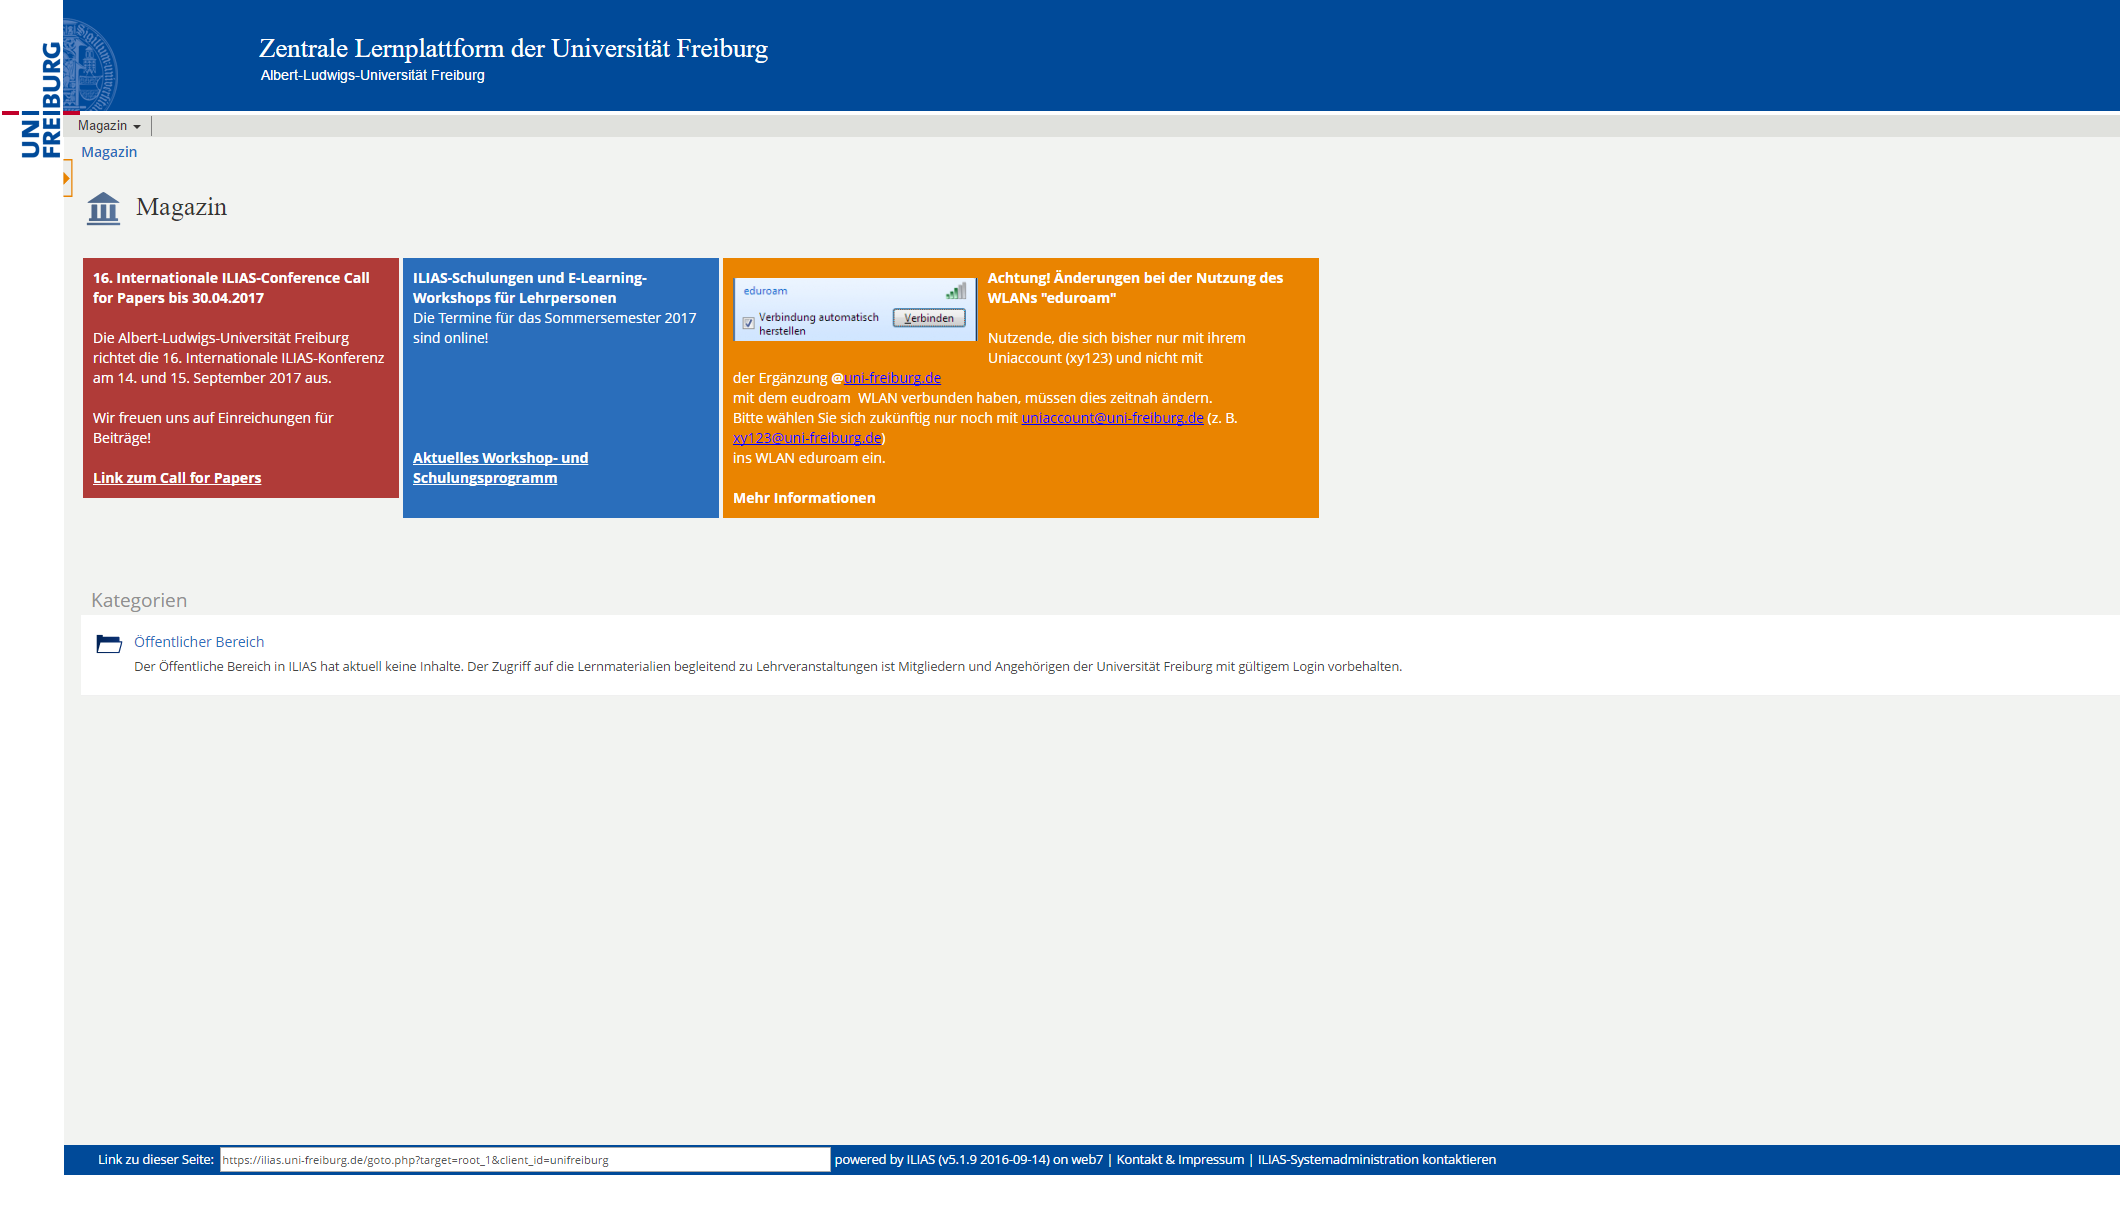 UNI
FREIBURG
Zentrale Lernplattform der Universität Freiburg
Albert-Ludwigs-Universität Freiburg
Magazin
Magazin
Magazin
16. Internationale ILIAS-Conference Call
for Papers bis 30.04.2017
Die Albert-Ludwigs-Universität Freiburg
richtet die 16. Internationale ILIAS-Konferenz
am 14. und 15. September 2017 aus.
Wir freuen uns auf Einreichungen für
Beiträge!
Link zum Call for Papers
ILIAS-Schulungen und E-Learning-
Workshops für Lehrpersonen
Die Termine für das Sommersemester 2017
sind online!
Aktuelles Workshop- und
Schulungsprogramm
eduroam
Verbindung automatisch
herstellen
Verbinden
Achtung! Änderungen bei der Nutzung des
WLANs "eduroam"
Nutzende, die sich bisher nur mit ihrem
Uniaccount (xy123) und nicht mit
der Ergänzung @uni-freiburg.de
mit dem eudroam  WLAN verbunden haben, müssen dies zeitnah ändern.
Bitte wählen Sie sich zukünftig nur noch mit uniaccount@uni-freiburg.de (z. B.
xy123@uni-freiburg.de)
ins WLAN eduroam ein.
Mehr Informationen
Kategorien
Öffentlicher Bereich
Der Öffentliche Bereich in ILIAS hat aktuell keine Inhalte. Der Zugriff auf die Lernmaterialien begleitend zu Lehrveranstaltungen ist Mitgliedern und Angehörigen der Universität Freiburg mit gültigem Login vorbehalten.
Link zu dieser Seite: https://ilias.uni-freiburg.de/goto.php?target=root_1&client_id=unifreiburg powered by ILIAS (v5.1.9 2016-09-14) on web7 | Kontakt & Impressum | ILIAS-Systemadministration kontaktieren